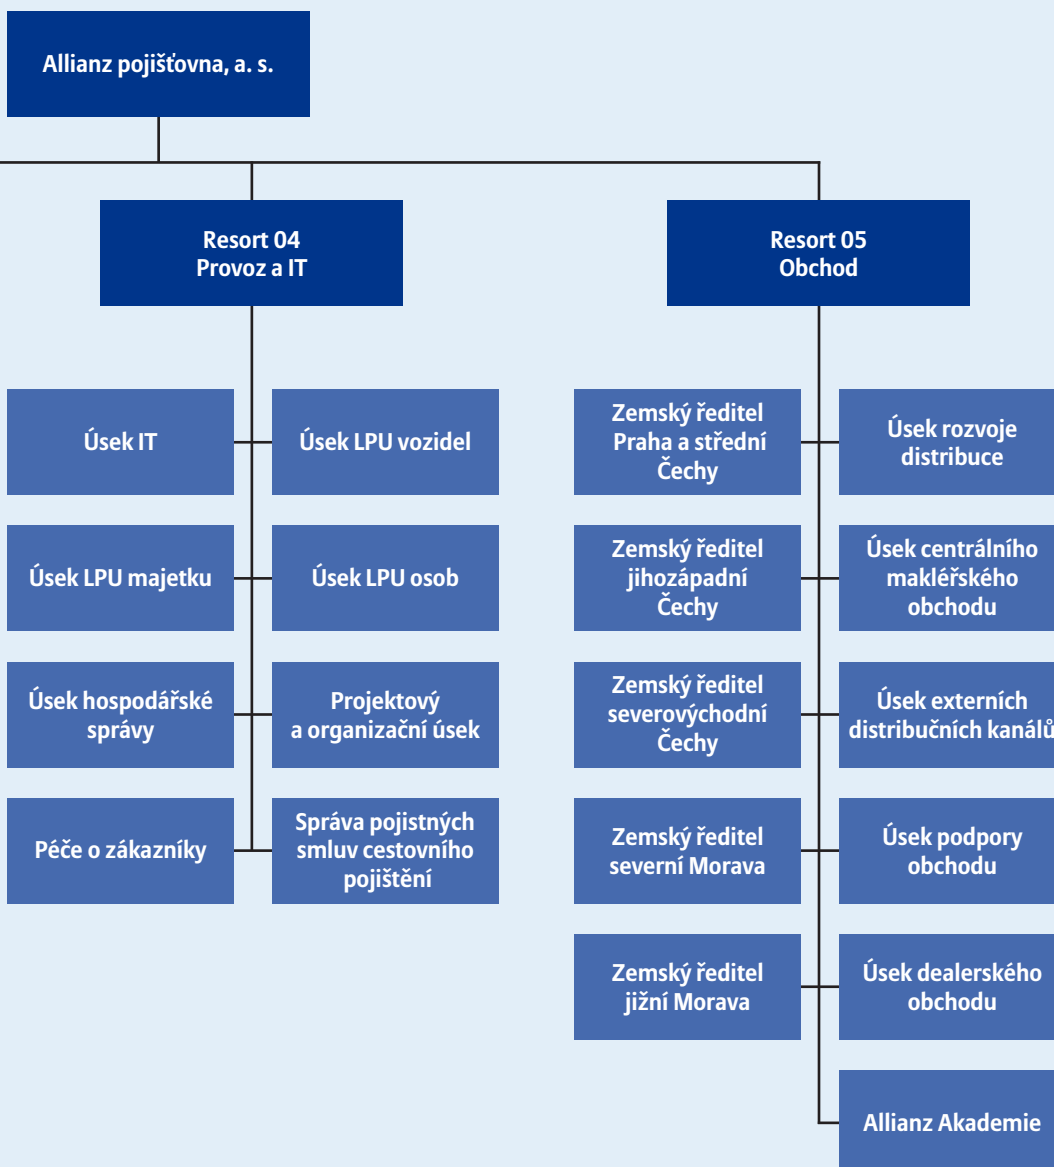 Allianz pojišťovna, a. s.
Resort 04
Provoz a IT
Resort 05
Obchod
Úsek IT
Úsek LPU vozidel
Zemský ředitel
Praha a střední
Čechy
Úsek rozvoje
distribuce
Úsek LPU majetku
Úsek LPU osob
Zemský ředitel
jihozápadní
Čechy
Úsek centrálního
makléřského
obchodu
Úsek hospodářské
správy
Projektový
a organizační úsek
Zemský ředitel
severovýchodní
Čechy
Úsek externích
distribučních kanálů
Péče o zákazníky
Správa pojistných
smluv cestovního
pojištění
Zemský ředitel
severní Morava
Úsek podpory
obchodu
Zemský ředitel
jižní Morava
Úsek dealerského
obchodu
Allianz Akademie